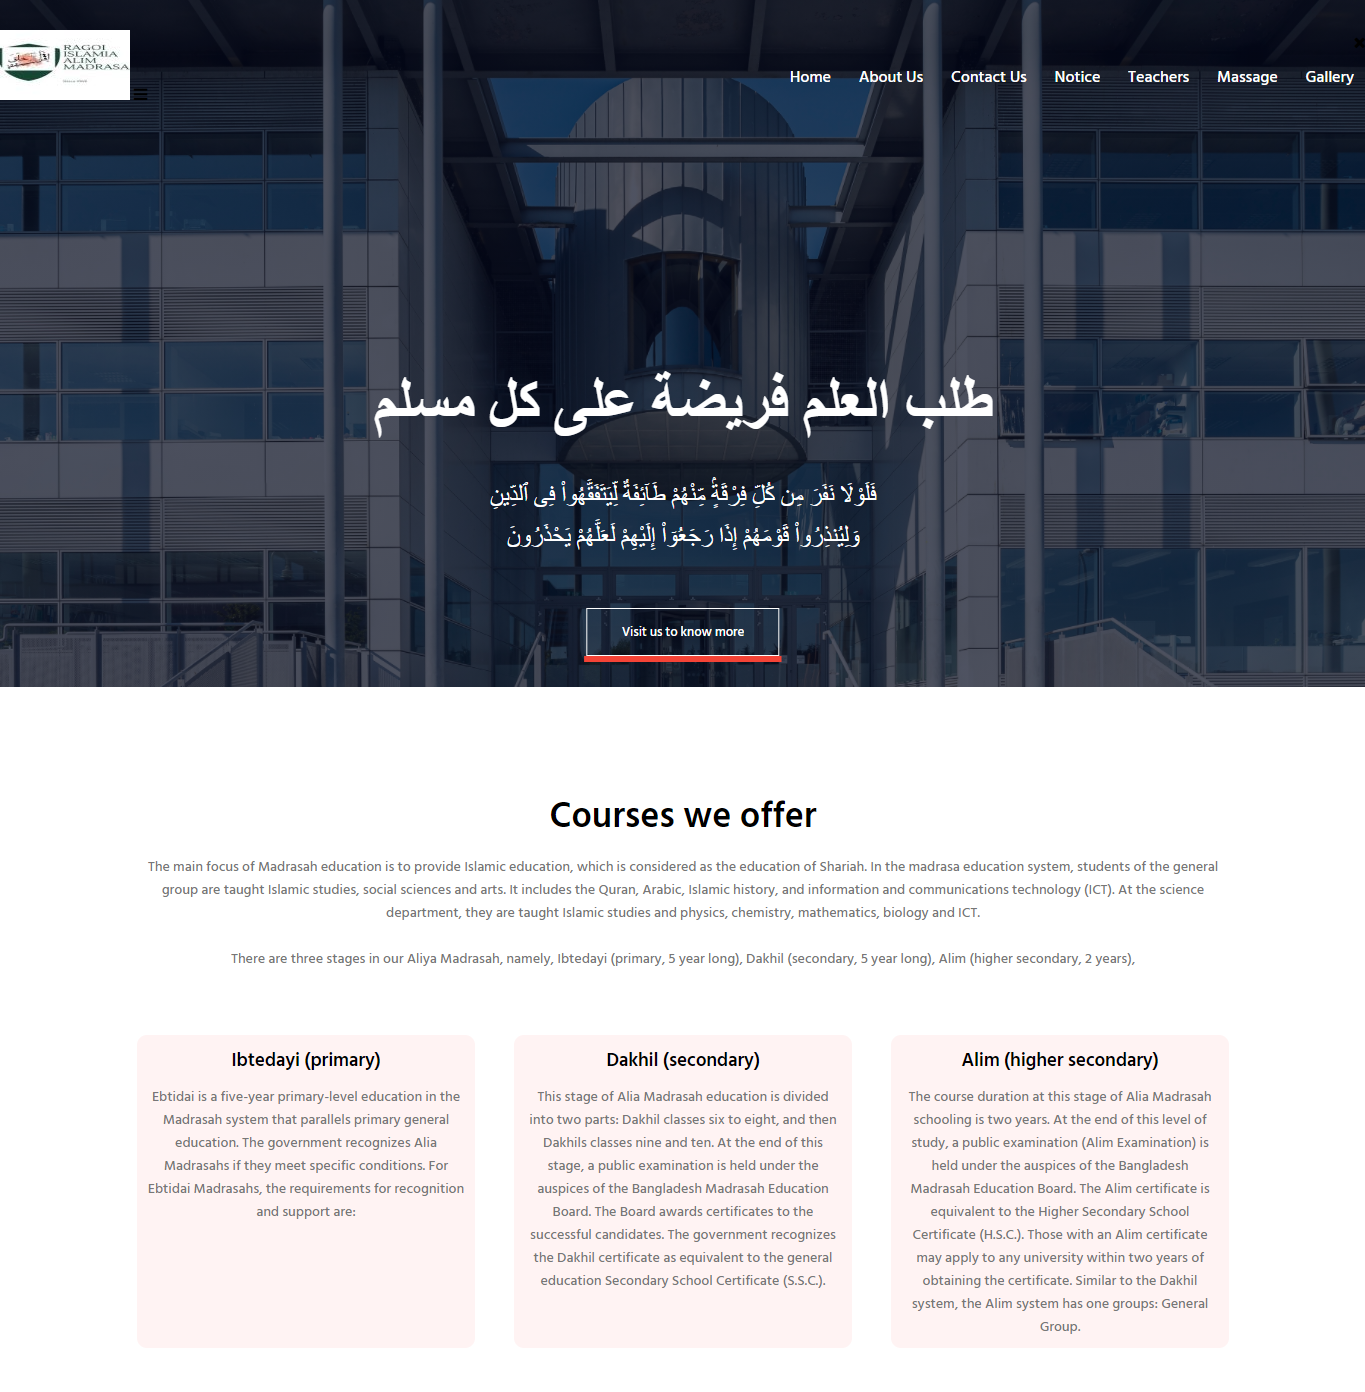 RAGOI
ISLAMIA
ALIM
MADRASA
Since 1958
Home About Us Contact Us Notice Teachers Massage Gallery
طلب العلم فريضة على كل مسلم
فَلَوْلَا نَفَرَ مِن كُلِّ فِرْقَةٍۢ مِّنْهُمْ طَآئِفَةٌۭ لِّيَتَفَقَّهُوا۟ فِى ٱلدِّينِ
وَلِيُنذِرُوا۟ قَوْمَهُمْ إِذَا رَجَعُوٓا۟ إِلَيْهِمْ لَعَلَّهُمْ يَحْذَرُونَ
Visit us to know more
Courses we offer
The main focus of Madrasah education is to provide Islamic education, which is considered as the education of Shariah. In the madrasa education system, students of the general
group are taught Islamic studies, social sciences and arts. It includes the Quran, Arabic, Islamic history, and information and communications technology (ICT). At the science
department, they are taught Islamic studies and physics, chemistry, mathematics, biology and ICT.
There are three stages in our Aliya Madrasah, namely, Ibtedayi (primary, 5 year long), Dakhil (secondary, 5 year long), Alim (higher secondary, 2 years),
Ibtedayi (primary)
Ebtidai is a five-year primary-level education in the
Madrasah system that parallels primary general
education. The government recognizes Alia
Madrasahs if they meet specific conditions. For
Ebtidai Madrasahs, the requirements for recognition
and support are:
Dakhil (secondary)
This stage of Alia Madrasah education is divided
into two parts: Dakhil classes six to eight, and then
Dakhils classes nine and ten. At the end of this
stage, a public examination is held under the
auspices of the Bangladesh Madrasah Education
Board. The Board awards certificates to the
successful candidates. The government recognizes
the Dakhil certificate as equivalent to the general
education Secondary School Certificate (S.S.C.).
Alim (higher secondary)
The course duration at this stage of Alia Madrasah
schooling is two years. At the end of this level of
study, a public examination (Alim Examination) is
held under the auspices of the Bangladesh
Madrasah Education Board. The Alim certificate is
equivalent to the Higher Secondary School
Certificate (H.S.C.). Those with an Alim certificate
may apply to any university within two years of
obtaining the certificate. Similar to the Dakhil
system, the Alim system has one groups: General
Group.